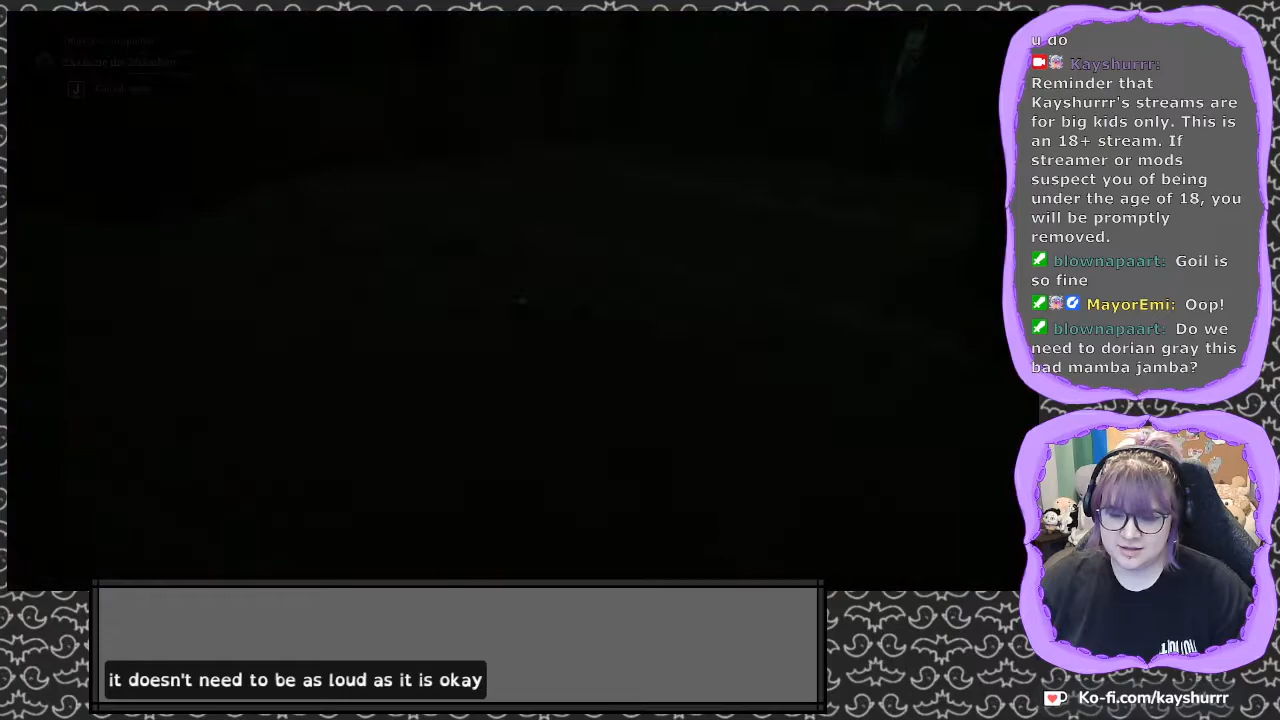 u do
Kayshurrr:
Reminder that
Kayshurrr's streams are
for big kids only. This is
an 18+ stream. If
streamer or mods
suspect you of being
under the age of 18, you
will be promptly
removed.
blownapaart: Goil is
so fine
MayorEmi: Oop!
blownapaart: Do we
need to dorian gray this
bad mamba jamba?
J
it doesn't need to be as loud as it is okay
Ko-fi.com/kayshurrr